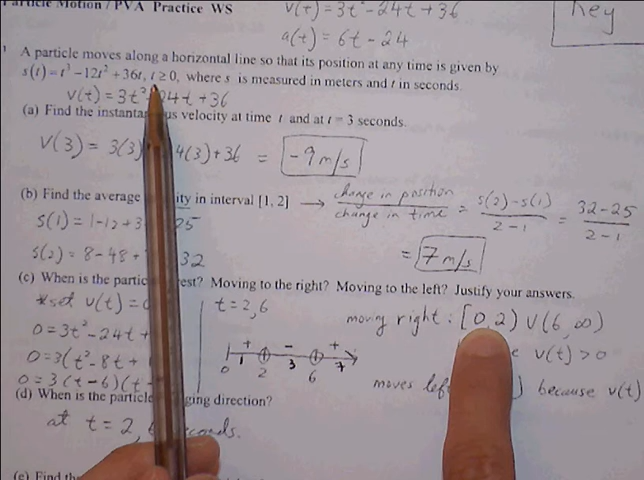 Particle Motion / PVA Practice WS
v(t) = 3t² - 24t + 36
a(t) = 6t - 24
Key
1 A particle moves along a horizontal line so that its position at any time is given by
s(t) = t³ - 12t² + 36t, t ≥ 0, where s is measured in meters and t in seconds.
v(t) = 3t² 24t + 36
(a) Find the us velocity at time t and at t = 3 seconds.
v(3) = 3(3) 4(3) + 36 = -9 m/s
(b) Find the average in interval [1, 2] → change in position / change in time = s(2) - s(1) / 2 - 1 = 32 - 25 / 2 - 1
s(1) = 1 - 12 + 3 25
s(2) = 8 - 48 + 32
= 7 m/s
(c) When is the partic est? Moving to the right? Moving to the left? Justify your answers.
*set v(t) = t = 2, 6
moving right : [0, 2) ∪ (6, ∞)
0 = 3t² - 24t +
0 = 3(t² - 8t +
+ - +
0 1 2 3 6 7
v(t) > 0
0 = 3(t - 6)(t -
moves lef ) because v(t)
(d) When is the particle ging direction?
at t = 2, seconds.
(e) Find th